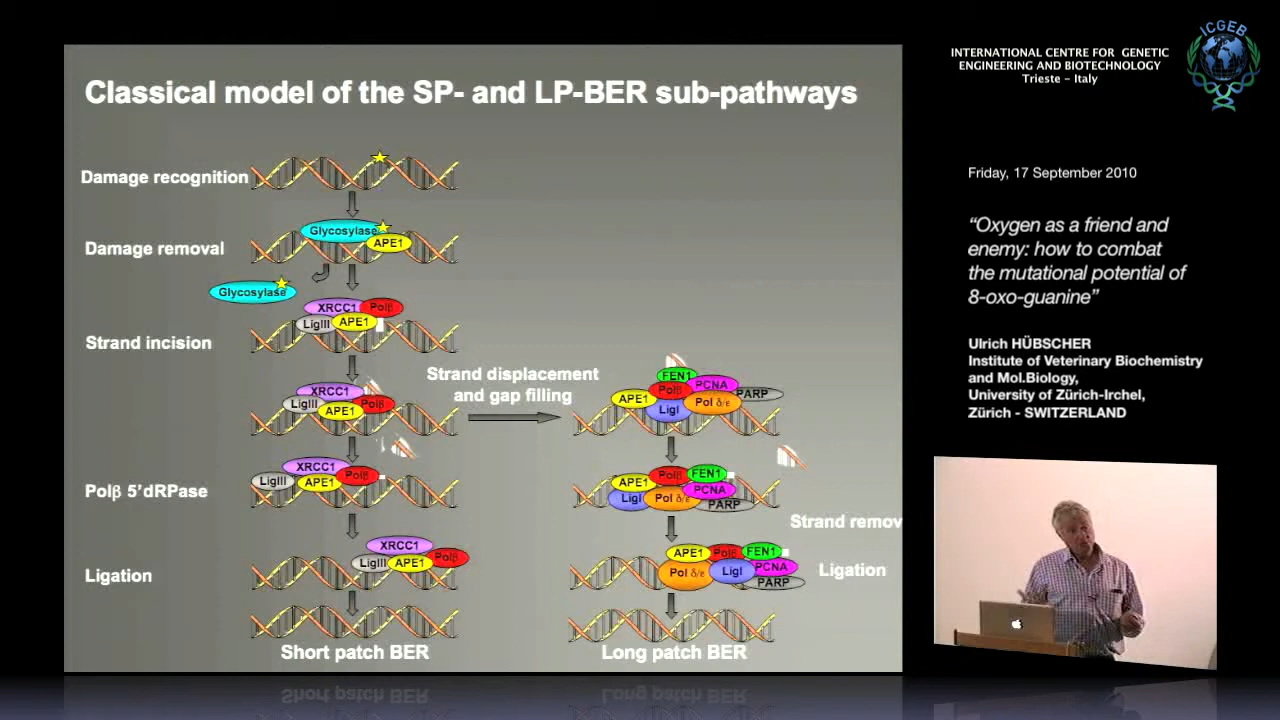 Classical model of the SP- and LP-BER sub-pathways
Damage recognition
Damage removal
Glycosylase
APE1
Glycosylase
XRCC1
Polβ
LigIII
APE1
Strand incision
XRCC1
LigIII
APE1
Polβ
Strand displacement
and gap filling
FEN1
Polβ
PCNA
PARP
APE1
LigI
Pol δ/ε
XRCC1
LigIII
APE1
Polβ
Polβ 5’dRPase
APE1
Polβ
FEN1
LigI
Pol δ/ε
PCNA
PARP
Strand remov
XRCC1
LigIII
APE1
Polβ
Ligation
APE1
Polβ
FEN1
Pol δ/ε
LigI
PCNA
PARP
Ligation
Short patch BER
Long patch BER
INTERNATIONAL CENTRE FOR GENETIC
ENGINEERING AND BIOTECHNOLOGY
Trieste - Italy
ICGEB
Friday, 17 September 2010
“Oxygen as a friend and
enemy: how to combat
the mutational potential of
8-oxo-guanine”
Ulrich HÜBSCHER
Institute of Veterinary Biochemistry
and Mol.Biology,
University of Zürich-Irchel,
Zürich - SWITZERLAND